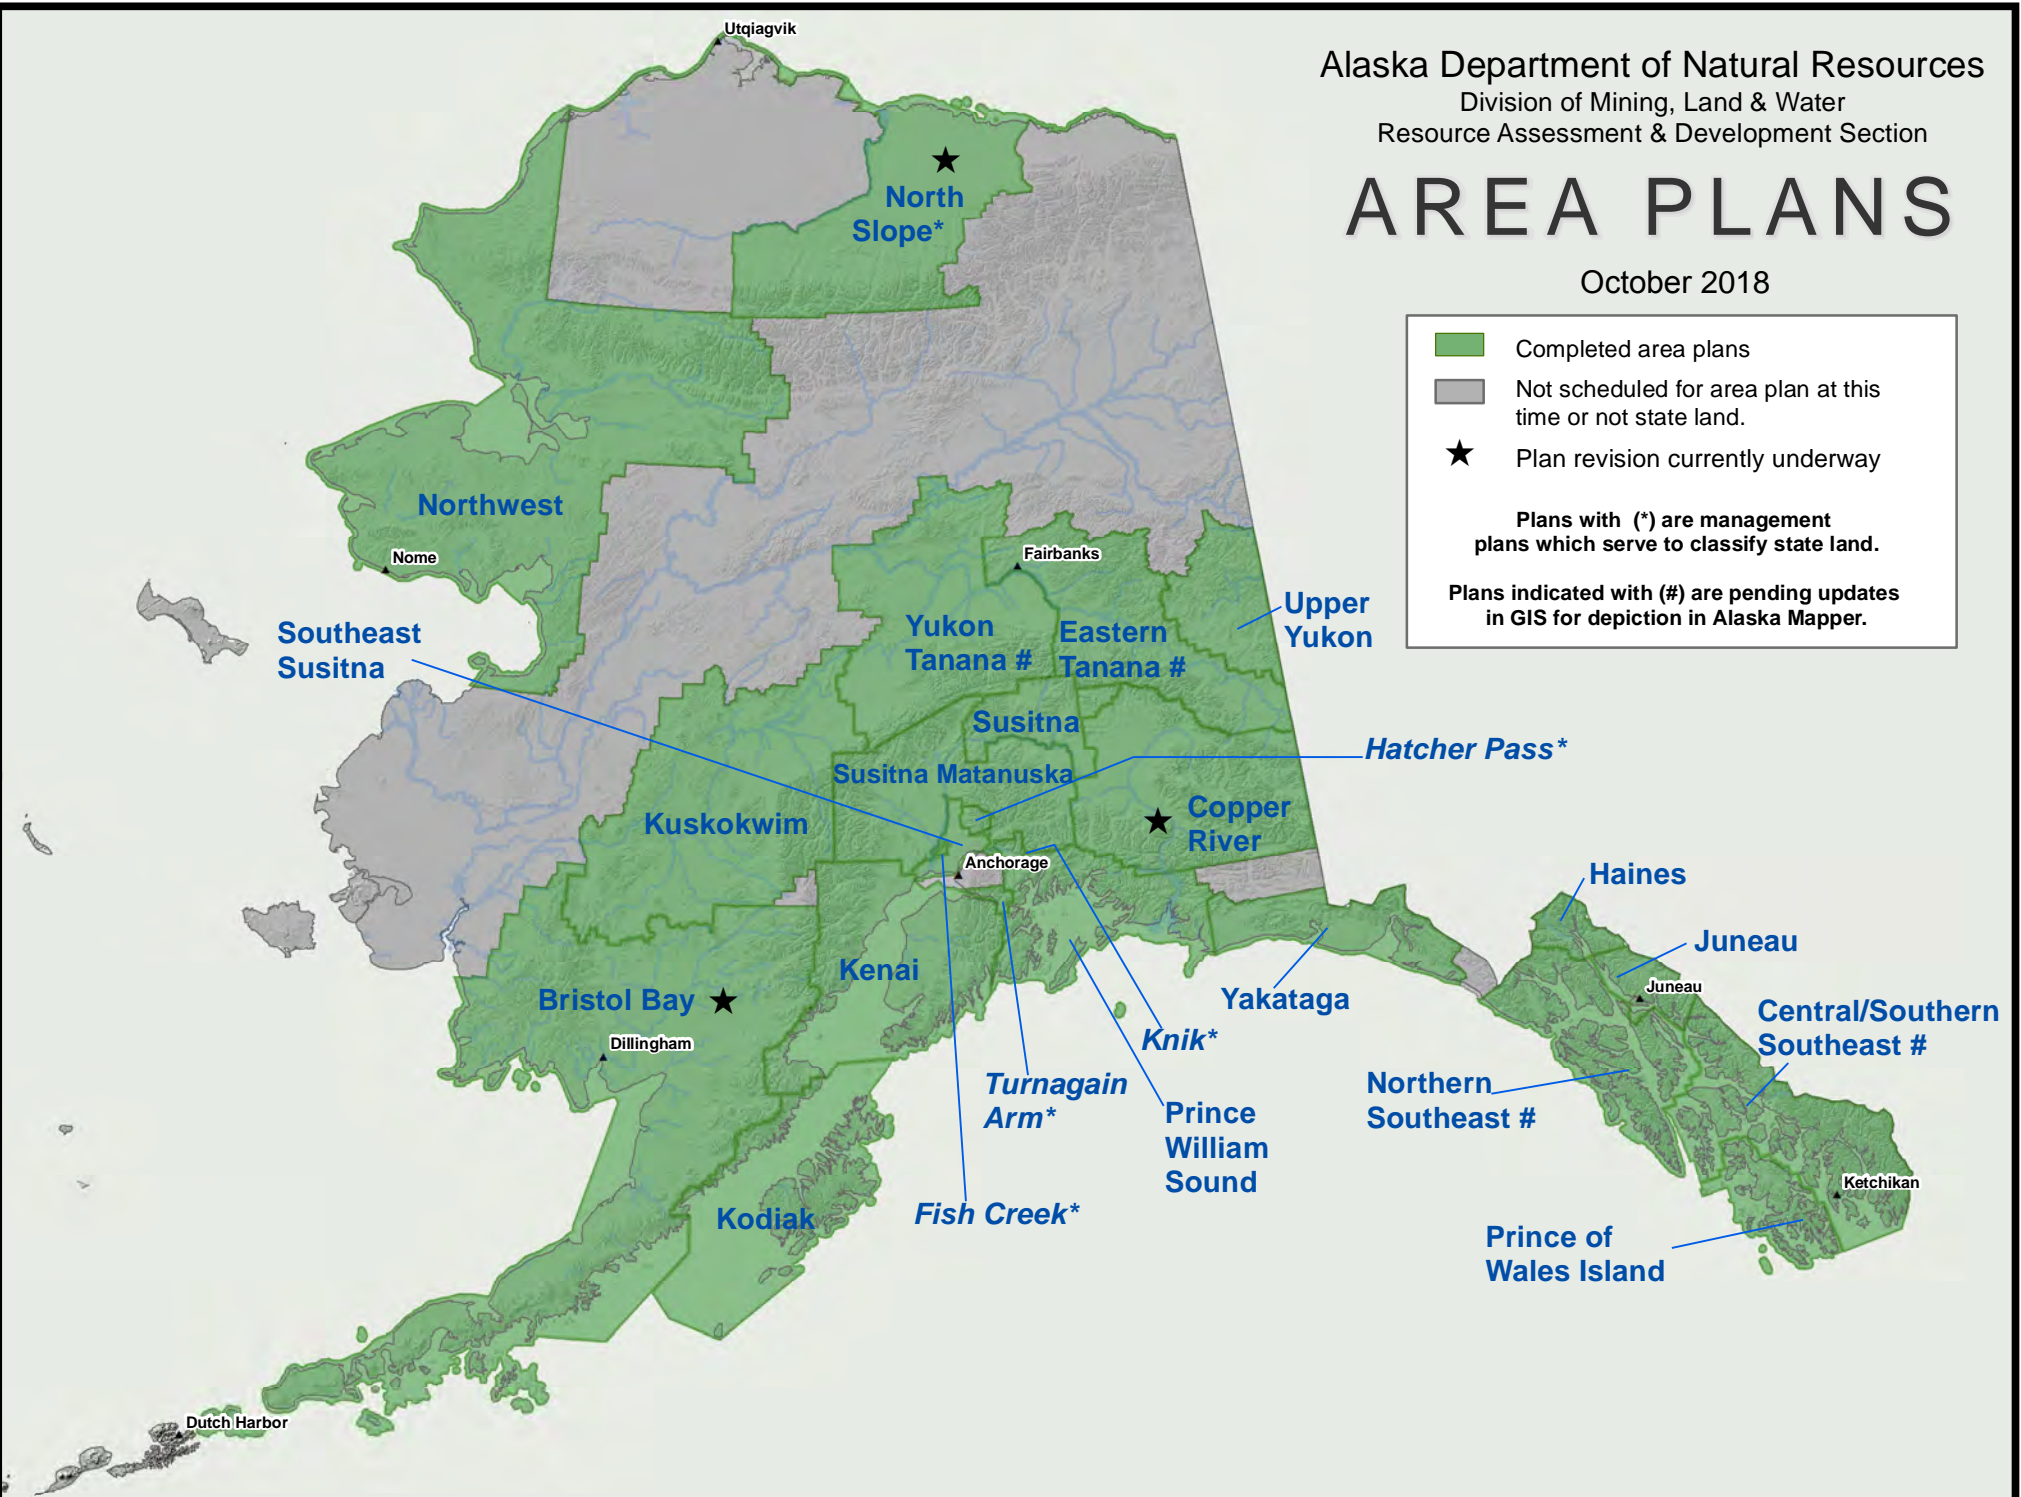 Alaska Department of Natural Resources
Division of Mining, Land & Water
Resource Assessment & Development Section
AREA PLANS
October 2018
Completed area plans
Not scheduled for area plan at this
time or not state land.
Plan revision currently underway
Plans with (*) are management
plans which serve to classify state land.
Plans indicated with (#) are pending updates
in GIS for depiction in Alaska Mapper.
Utqiagvik
North
Slope*
Northwest
Nome
Fairbanks
Upper
Yukon
Yukon
Tanana #
Eastern
Tanana #
Southeast
Susitna
Susitna
Hatcher Pass*
Susitna Matanuska
Kuskokwim
Copper
River
Anchorage
Haines
Juneau
Juneau
Kenai
Bristol Bay
Yakataga
Central/Southern
Southeast #
Knik*
Dillingham
Turnagain
Arm*
Northern
Southeast #
Prince
William
Sound
Ketchikan
Kodiak
Fish Creek*
Prince of
Wales Island
Dutch Harbor